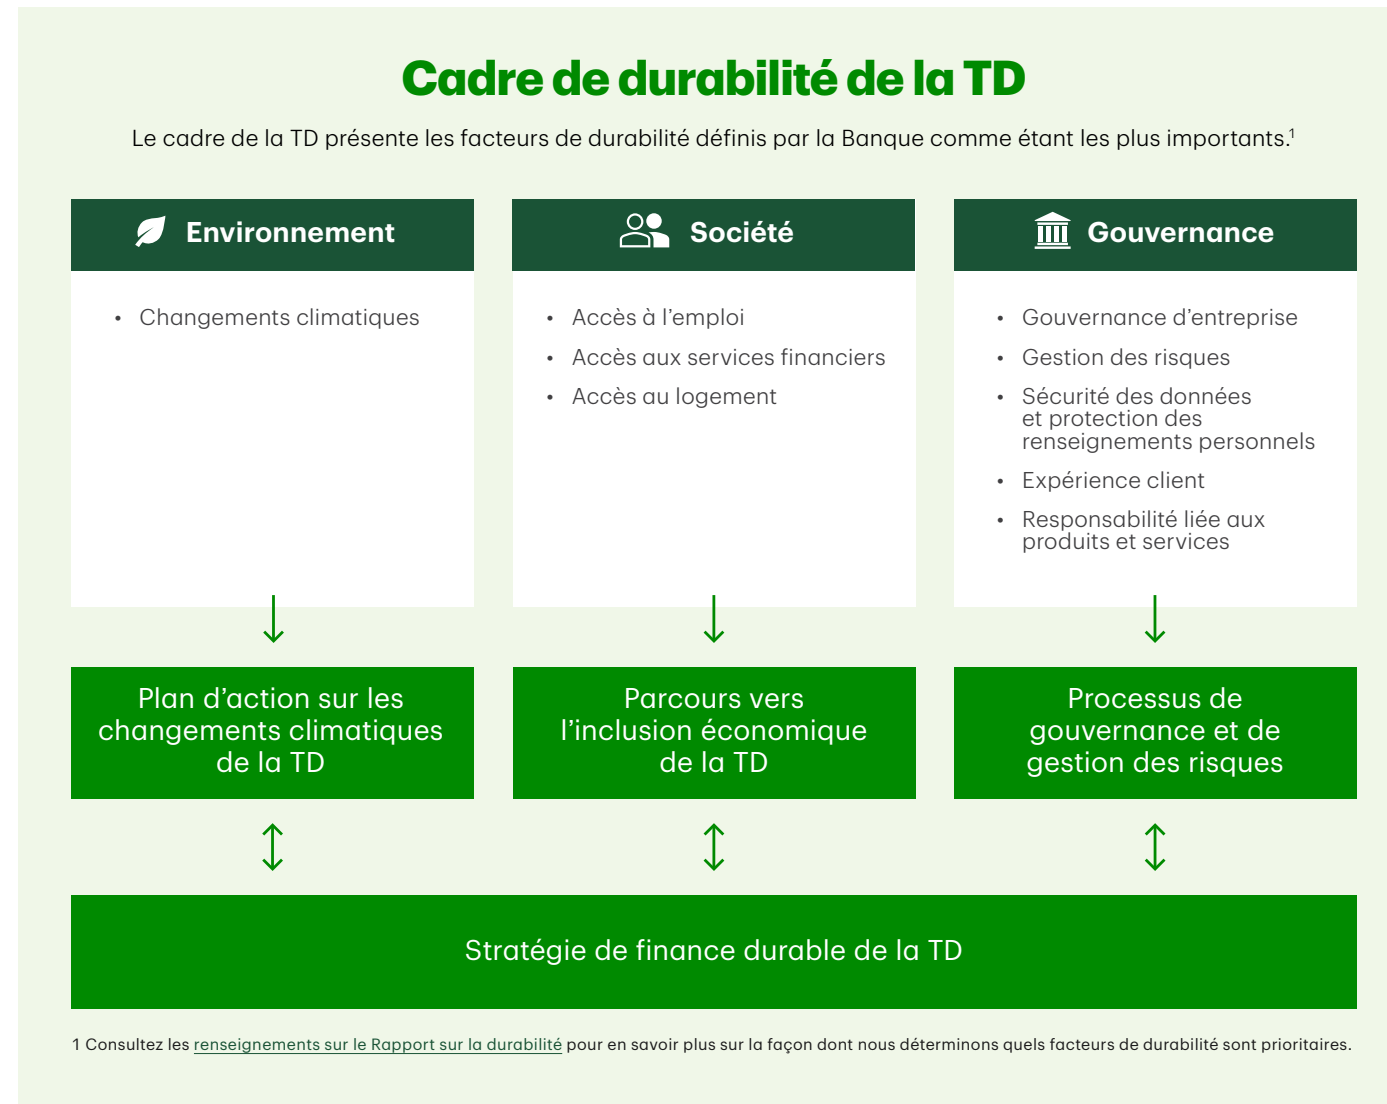 Cadre de durabilité de la TD
Le cadre de la TD présente les facteurs de durabilité définis par la Banque comme étant les plus importants.¹
Environnement
• Changements climatiques
Société
• Accès à l’emploi
• Accès aux services financiers
• Accès au logement
Gouvernance
• Gouvernance d’entreprise
• Gestion des risques
• Sécurité des données
et protection des
renseignements personnels
• Expérience client
• Responsabilité liée aux
produits et services
Plan d’action sur les
changements climatiques
de la TD
Parcours vers
l’inclusion économique
de la TD
Processus de
gouvernance et de
gestion des risques
Stratégie de finance durable de la TD
1 Consultez les renseignements sur le Rapport sur la durabilité pour en savoir plus sur la façon dont nous déterminons quels facteurs de durabilité sont prioritaires.